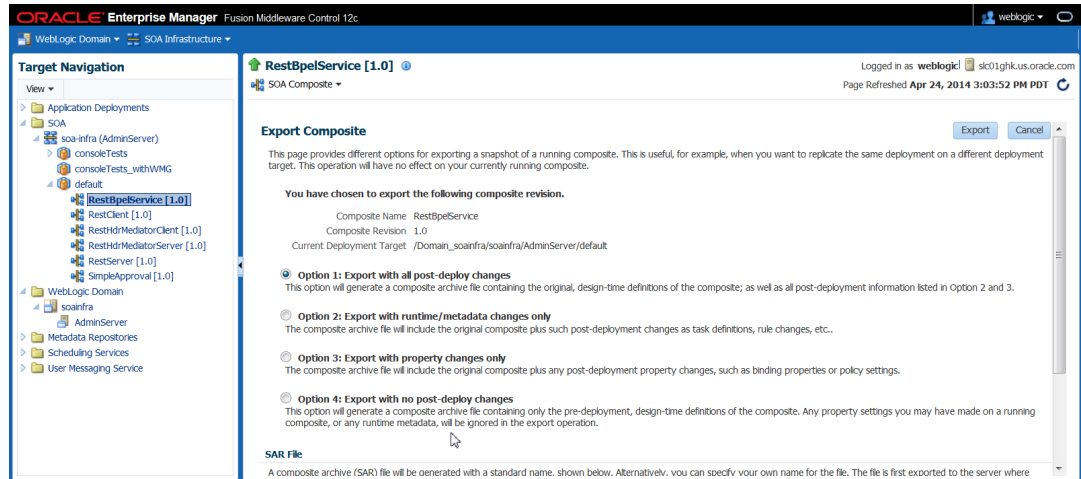 ORACLE Enterprise Manager Fusion Middleware Control 12c
weblogic
WebLogic Domain SOA Infrastructure
Target Navigation
View
Application Deployments
SOA
soa-infra (AdminServer)
consoleTests
consoleTests_withWMG
default
RestBpelService [1.0]
RestClient [1.0]
RestHdrMediatorClient [1.0]
RestHdrMediatorServer [1.0]
RestServer [1.0]
SimpleApproval [1.0]
WebLogic Domain
soainfra
AdminServer
Metadata Repositories
Scheduling Services
User Messaging Service
RestBpelService [1.0]
Logged in as weblogic slc01ghk.us.oracle.com
SOA Composite
Page Refreshed Apr 24, 2014 3:03:52 PM PDT
Export Composite
Export Cancel
This page provides different options for exporting a snapshot of a running composite. This is useful, for example, when you want to replicate the same deployment on a different deployment
target. This operation will have no effect on your currently running composite.
You have chosen to export the following composite revision.
Composite Name RestBpelService
Composite Revision 1.0
Current Deployment Target /Domain_soainfra/soainfra/AdminServer/default
Option 1: Export with all post-deploy changes
This option will generate a composite archive file containing the original, design-time definitions of the composite; as well as all post-deployment information listed in Option 2 and 3.
Option 2: Export with runtime/metadata changes only
The composite archive file will include the original composite plus such post-deployment changes as task definitions, rule changes, etc..
Option 3: Export with property changes only
The composite archive file will include the original composite plus any post-deployment property changes, such as binding properties or policy settings.
Option 4: Export with no post-deploy changes
This option will generate a composite archive file containing only the pre-deployment, design-time definitions of the composite. Any property settings you may have made on a running
composite, or any runtime metadata, will be ignored in the export operation.
SAR File
A composite archive (SAR) file will be generated with a standard name, shown below. Alternatively, you can specify your own name for the file. The file is first exported to the server where